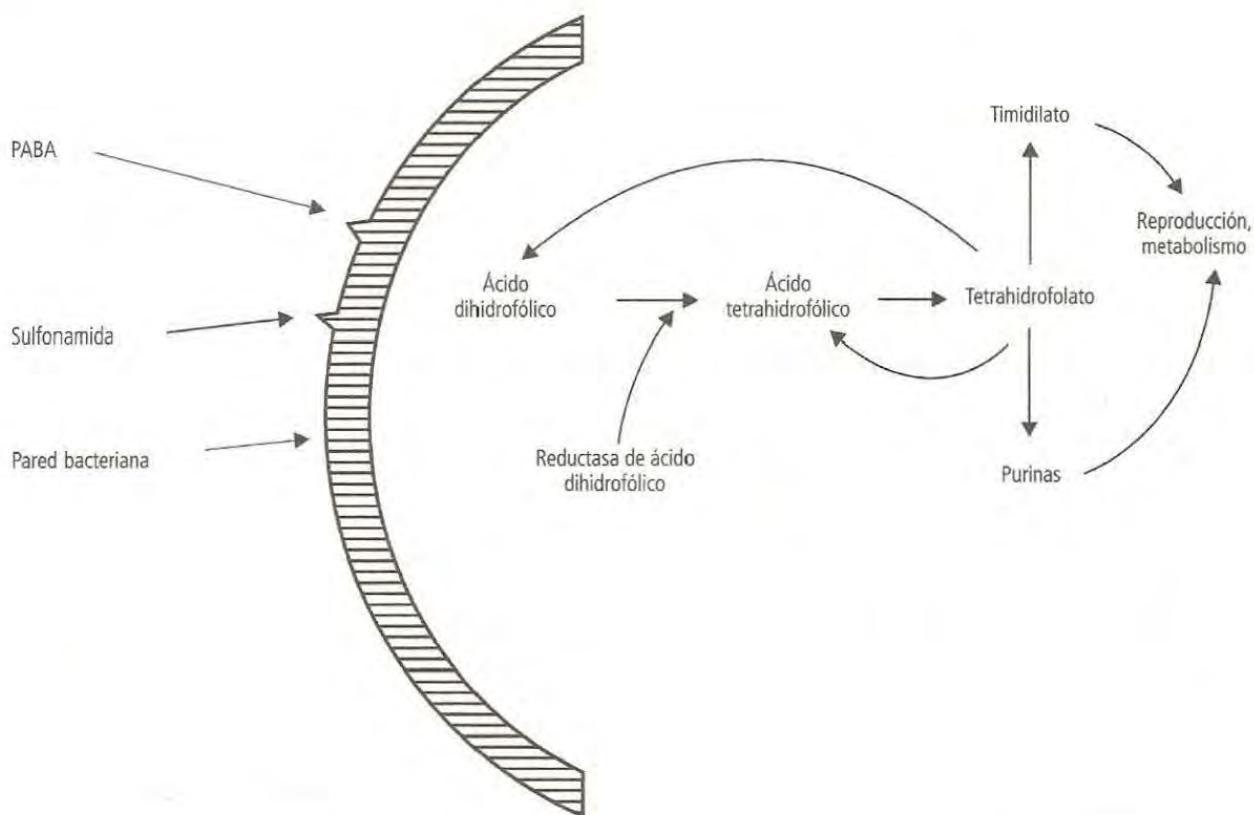 PABA
Sulfonamida
Pared bacteriana
Ácido
dihidrofólico
Reductasa de ácido
dihidrofólico
Ácido
tetrahidrofólico
Tetrahidrofolato
Timidilato
Purinas
Reproducción,
metabolismo